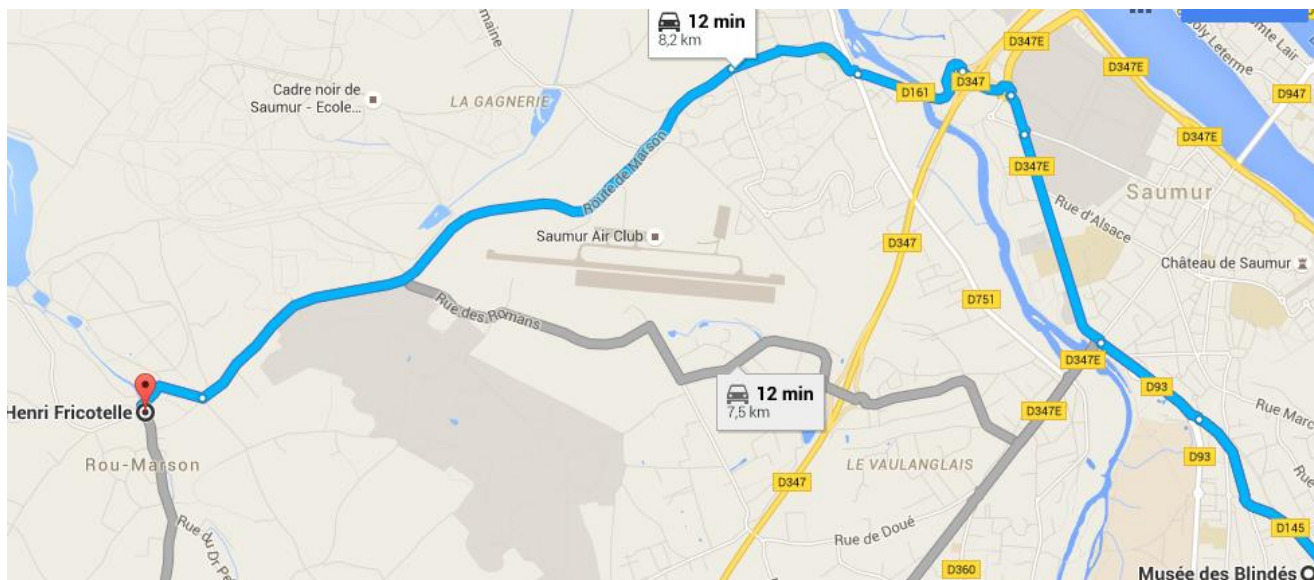 12 min
8,2 km
D347E
D347E
Comte Lair
D947
D347E
Cadre noir de
Saumur - Ecole...
LA GAGNERIE
D161
D347
D347E
Saumur
Route de Marson
Rue d'Alsace
Saumur Air Club
D347
Château de Saumur
D751
Rue des Romans
D347E
D93
12 min
7,5 km
Henri Fricotelle
D347E
Rou-Marson
LE VAULANGLAIS
D93
D347
Rue de Doué
D145
D360
Musée des Blindés